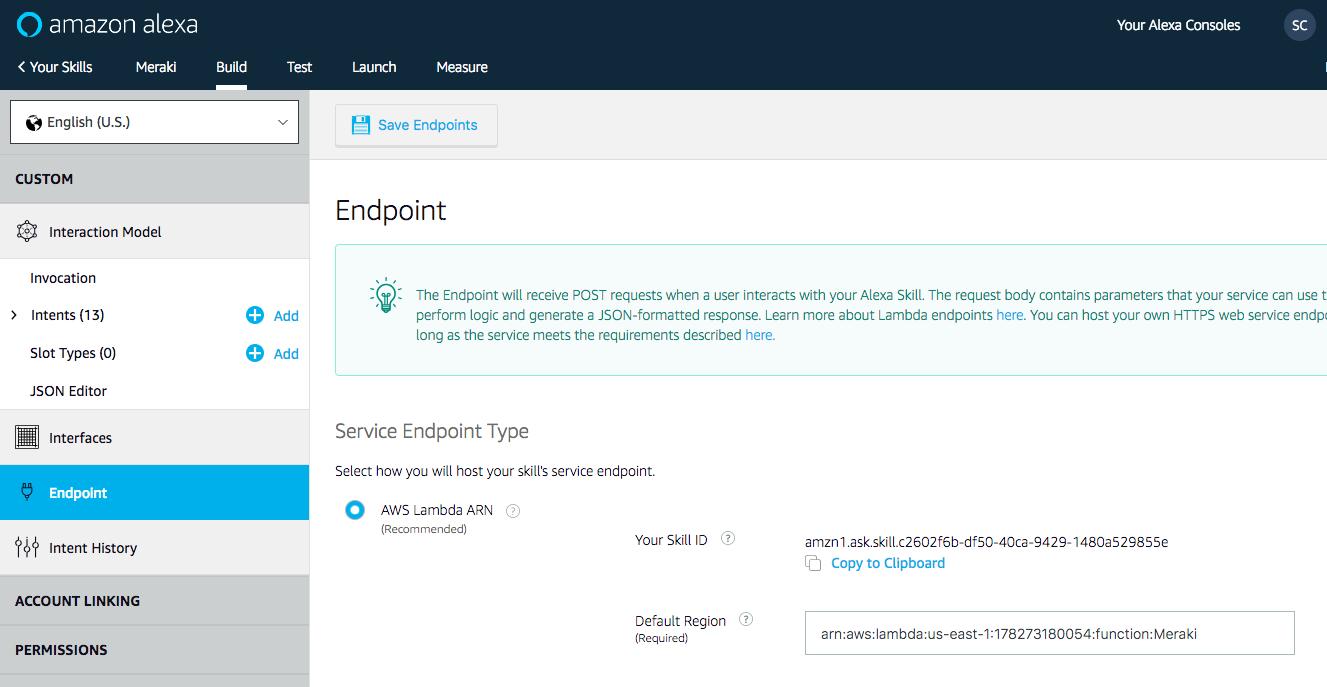 amazon alexa
Your Alexa Consoles
SC
Your Skills
Meraki
Build
Test
Launch
Measure
English (U.S.)
Save Endpoints
CUSTOM
Endpoint
Interaction Model
Invocation
Intents (13)
Add
Slot Types (0)
Add
JSON Editor
Interfaces
Endpoint
Intent History
ACCOUNT LINKING
PERMISSIONS
The Endpoint will receive POST requests when a user interacts with your Alexa Skill. The request body contains parameters that your service can use t
perform logic and generate a JSON-formatted response. Learn more about Lambda endpoints here. You can host your own HTTPS web service endp
long as the service meets the requirements described here.
Service Endpoint Type
Select how you will host your skill's service endpoint.
AWS Lambda ARN ?
(Recommended)
Your Skill ID ?
amzn1.ask.skill.c2602f6b-df50-40ca-9429-1480a529855e
Copy to Clipboard
Default Region ?
(Required)
arn:aws:lambda:us-east-1:178273180054:function:Meraki